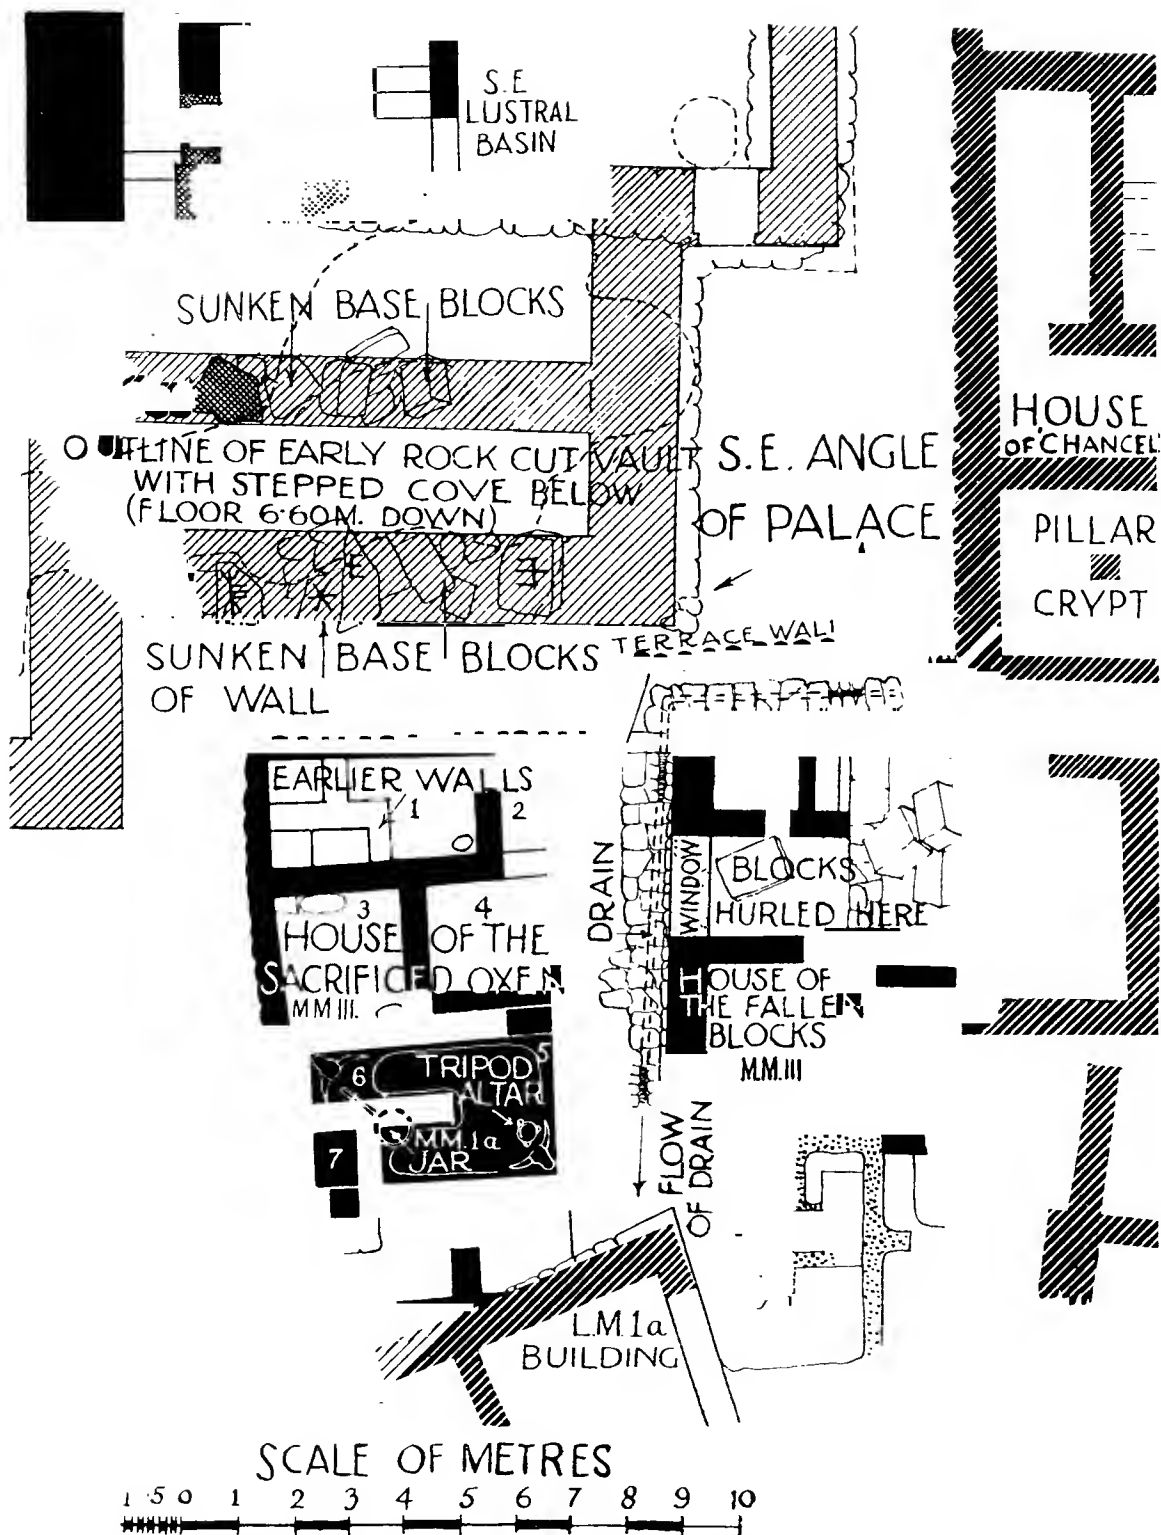 S.E
LUSTRAL
BASIN
SUNKEN BASE BLOCKS
OUTLINE OF EARLY ROCK CUT VAULT
WITH STEPPED COVE BELOW
(FLOOR 6·60M. DOWN)
S.E. ANGLE
OF PALACE
HOUSE
OF 'CHANCEL
PILLAR
CRYPT
SUNKEN BASE BLOCKS
OF WALL
TERRACE WALL
EARLIER WALLS
1
2
3
4
HOUSE OF THE
SACRIFICED OXEN
MM III.
DRAIN
WINDOW
BLOCKS
HURLED HERE
HOUSE OF
THE FALLEN
BLOCKS
M.M.III
5
TRIPOD
ALTAR
6
MM.1a
JAR
7
FLOW
OF DRAIN
L.M.1a
BUILDING
SCALE OF METRES
1 ·5 0 1 2 3 4 5 6 7 8 9 10